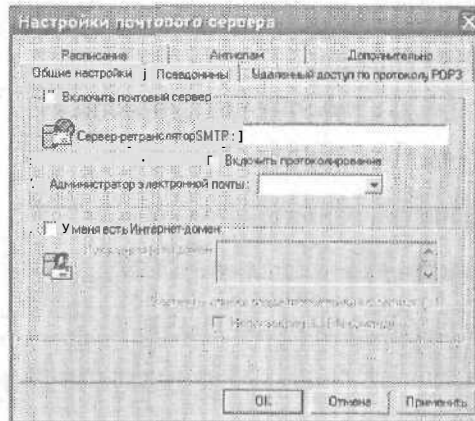 Настройки почтового сервера
Расписание Антиспам Дополнительно
Общие настройки Псевдонимы Удаленный доступ по протоколу POP3
Включить почтовый сервер
Сервер-ретранслятор SMTP:
Включить протоколирование
Администратор электронной почты:
У меня есть Интернет-домен
OK Отмена Применить